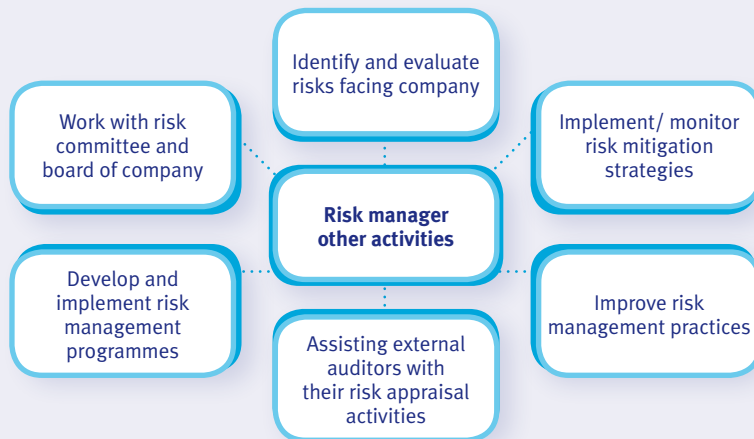 Identify and evaluate
risks facing company
Work with risk
committee and
board of company
Implement/ monitor
risk mitigation
strategies
Risk manager
other activities
Develop and
implement risk
management
programmes
Improve risk
management practices
Assisting external
auditors with
their risk appraisal
activities